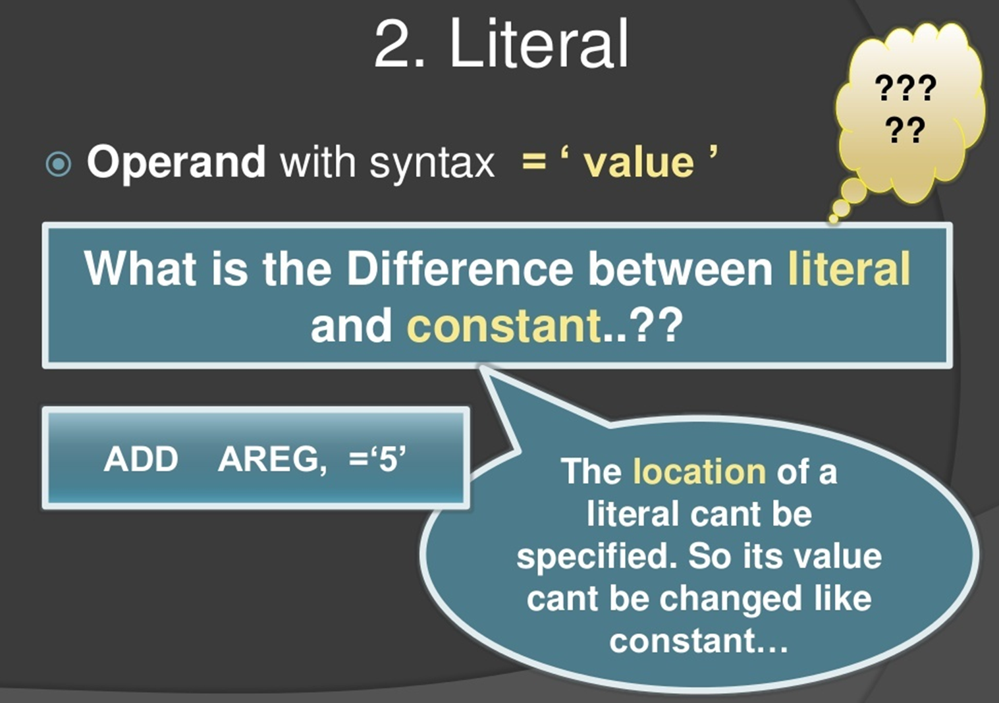 2. Literal
???
??
Operand with syntax = ‘ value ’
What is the Difference between literal
and constant..??
ADD AREG, =‘5’
The location of a
literal cant be
specified. So its value
cant be changed like
constant…